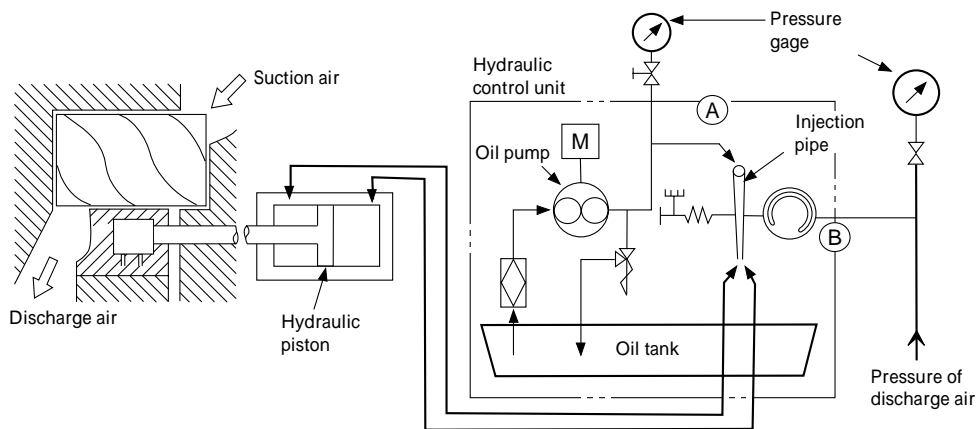 Pressure
gage
Suction air
Hydraulic
control unit
A
Injection
pipe
M
Oil pump
B
Discharge air
Hydraulic
piston
Oil tank
Pressure of
discharge air